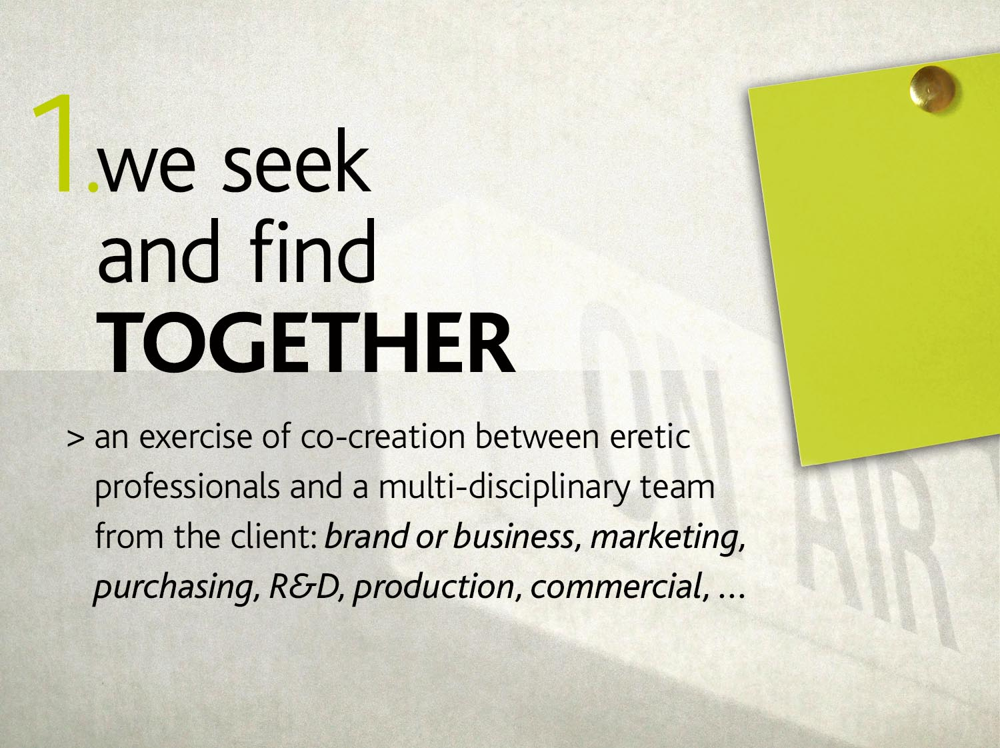 1.we seek
and find
TOGETHER
> an exercise of co-creation between eretic
professionals and a multi-disciplinary team
from the client: brand or business, marketing,
purchasing, R&D, production, commercial, ...
ON AIR